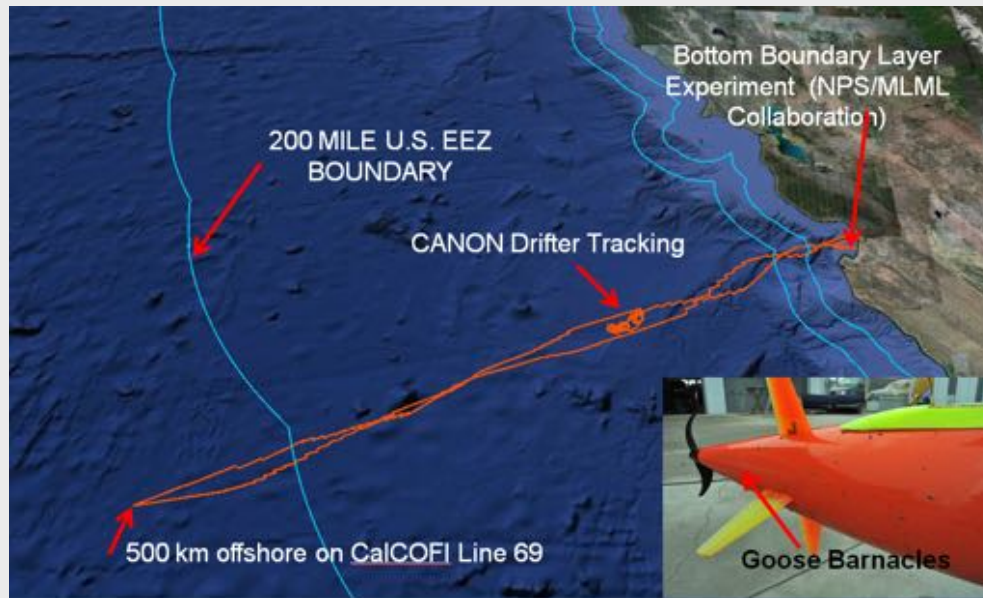 Bottom Boundary Layer
Experiment (NPS/MLML
Collaboration)
200 MILE U.S. EEZ
BOUNDARY
CANON Drifter Tracking
500 km offshore on CalCOFI Line 69
Goose Barnacles